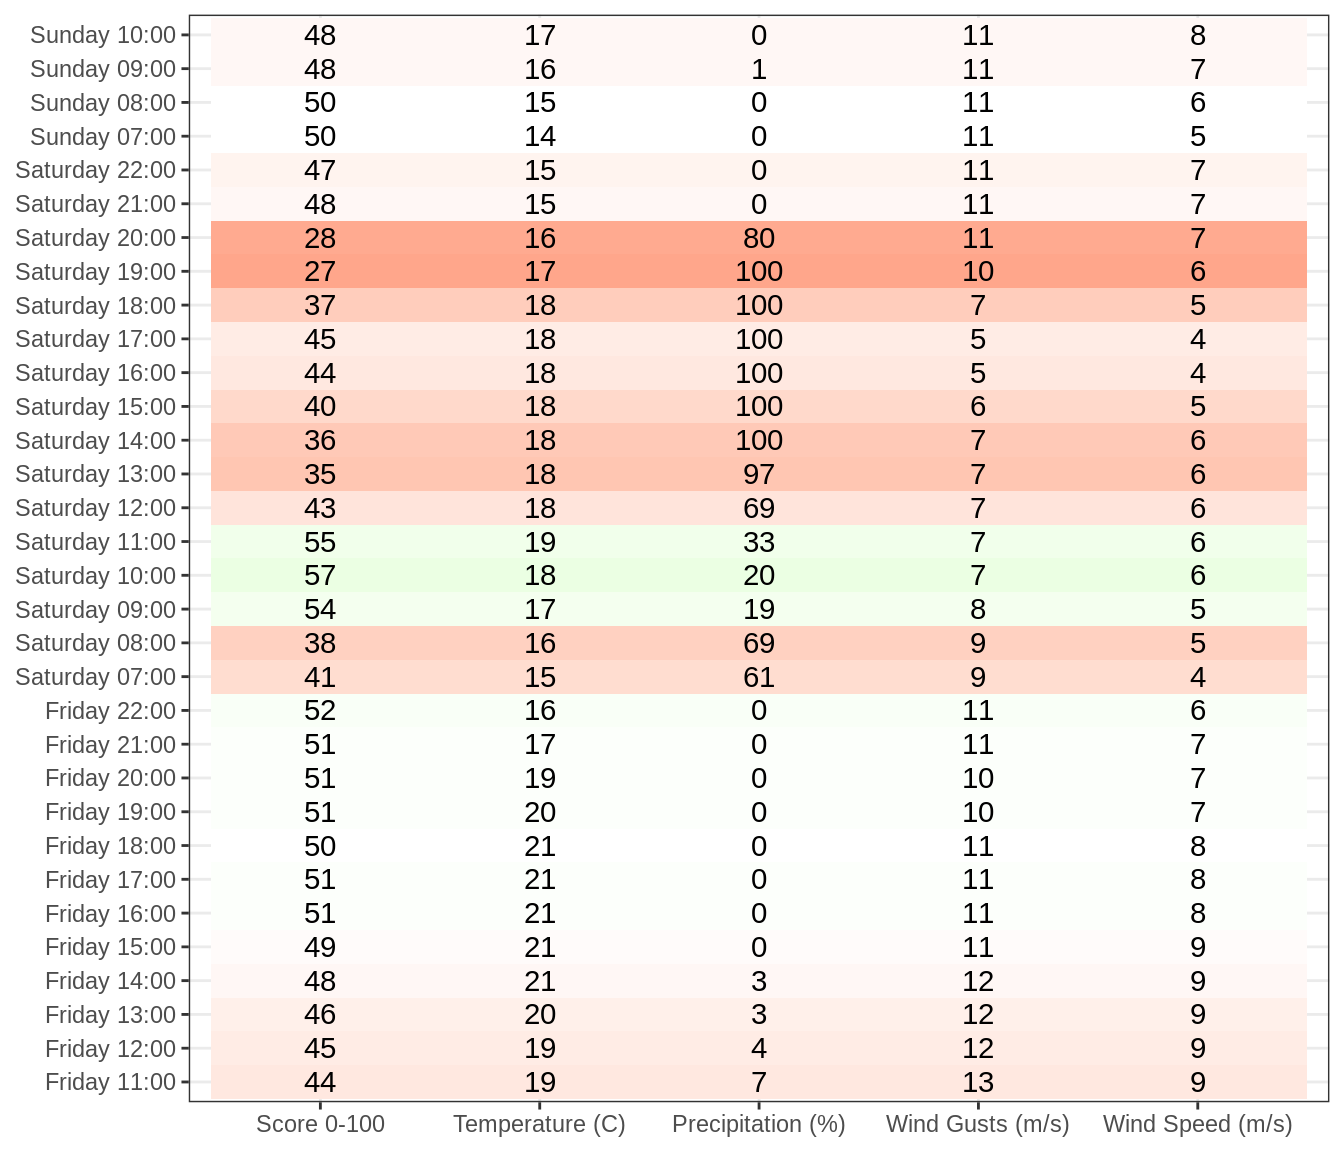 Sunday 10:00 48 17 0 11 8
Sunday 09:00 48 16 1 11 7
Sunday 08:00 50 15 0 11 6
Sunday 07:00 50 14 0 11 5
Saturday 22:00 47 15 0 11 7
Saturday 21:00 48 15 0 11 7
Saturday 20:00 28 16 80 11 7
Saturday 19:00 27 17 100 10 6
Saturday 18:00 37 18 100 7 5
Saturday 17:00 45 18 100 5 4
Saturday 16:00 44 18 100 5 4
Saturday 15:00 40 18 100 6 5
Saturday 14:00 36 18 100 7 6
Saturday 13:00 35 18 97 7 6
Saturday 12:00 43 18 69 7 6
Saturday 11:00 55 19 33 7 6
Saturday 10:00 57 18 20 7 6
Saturday 09:00 54 17 19 8 5
Saturday 08:00 38 16 69 9 5
Saturday 07:00 41 15 61 9 4
Friday 22:00 52 16 0 11 6
Friday 21:00 51 17 0 11 7
Friday 20:00 51 19 0 10 7
Friday 19:00 51 20 0 10 7
Friday 18:00 50 21 0 11 8
Friday 17:00 51 21 0 11 8
Friday 16:00 51 21 0 11 8
Friday 15:00 49 21 0 11 9
Friday 14:00 48 21 3 12 9
Friday 13:00 46 20 3 12 9
Friday 12:00 45 19 4 12 9
Friday 11:00 44 19 7 13 9
Score 0-100 Temperature (C) Precipitation (%) Wind Gusts (m/s) Wind Speed (m/s)